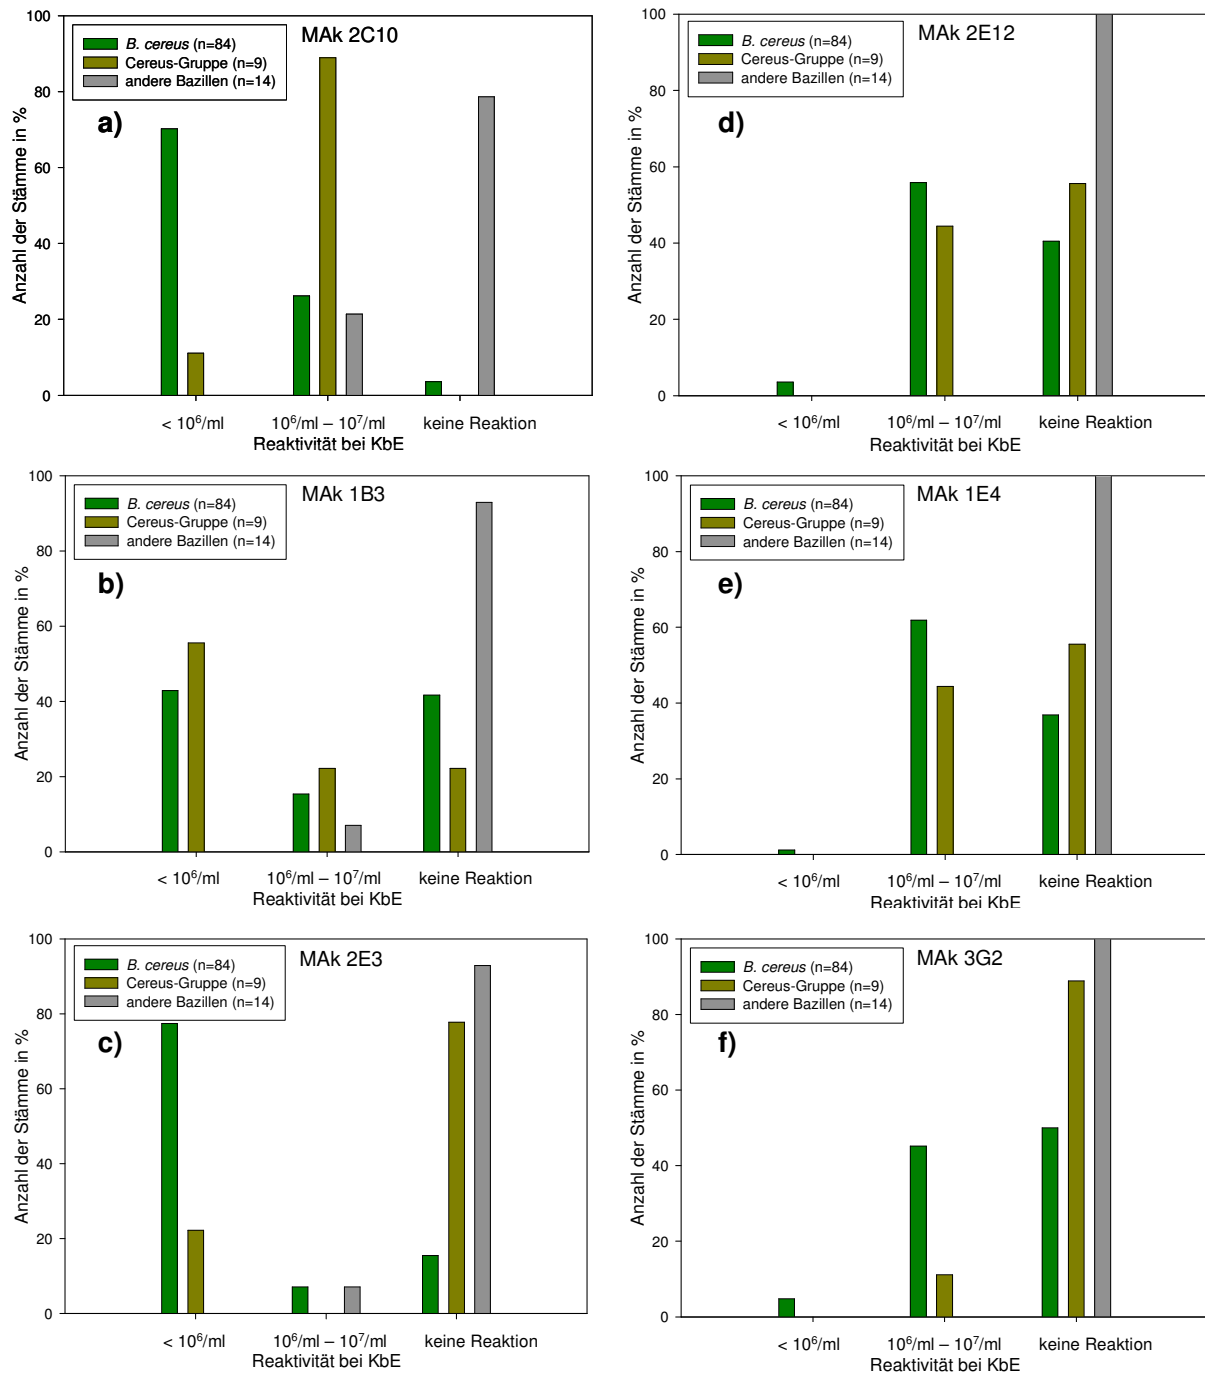 MAk 2C10
B. cereus (n=84)
Cereus-Gruppe (n=9)
andere Bazillen (n=14)
a)
Anzahl der Stämme in %
100
80
60
40
20
0
< 10⁶/ml
10⁶/ml – 10⁷/ml
keine Reaktion
Reaktivität bei KbE
MAk 1B3
B. cereus (n=84)
Cereus-Gruppe (n=9)
andere Bazillen (n=14)
b)
Anzahl der Stämme in %
100
80
60
40
20
0
< 10⁶/ml
10⁶/ml – 10⁷/ml
keine Reaktion
Reaktivität bei KbE
MAk 2E3
B. cereus (n=84)
Cereus-Gruppe (n=9)
andere Bazillen (n=14)
c)
Anzahl der Stämme in %
100
80
60
40
20
0
< 10⁶/ml
10⁶/ml – 10⁷/ml
keine Reaktion
Reaktivität bei KbE
MAk 2E12
B. cereus (n=84)
Cereus-Gruppe (n=9)
andere Bazillen (n=14)
d)
Anzahl der Stämme in %
100
80
60
40
20
0
< 10⁶/ml
10⁶/ml – 10⁷/ml
keine Reaktion
Reaktivität bei KbE
MAk 1E4
B. cereus (n=84)
Cereus-Gruppe (n=9)
andere Bazillen (n=14)
e)
Anzahl der Stämme in %
100
80
60
40
20
0
< 10⁶/ml
10⁶/ml – 10⁷/ml
keine Reaktion
Reaktivität bei KbE
MAk 3G2
B. cereus (n=84)
Cereus-Gruppe (n=9)
andere Bazillen (n=14)
f)
Anzahl der Stämme in %
100
80
60
40
20
0
< 10⁶/ml
10⁶/ml – 10⁷/ml
keine Reaktion
Reaktivität bei KbE